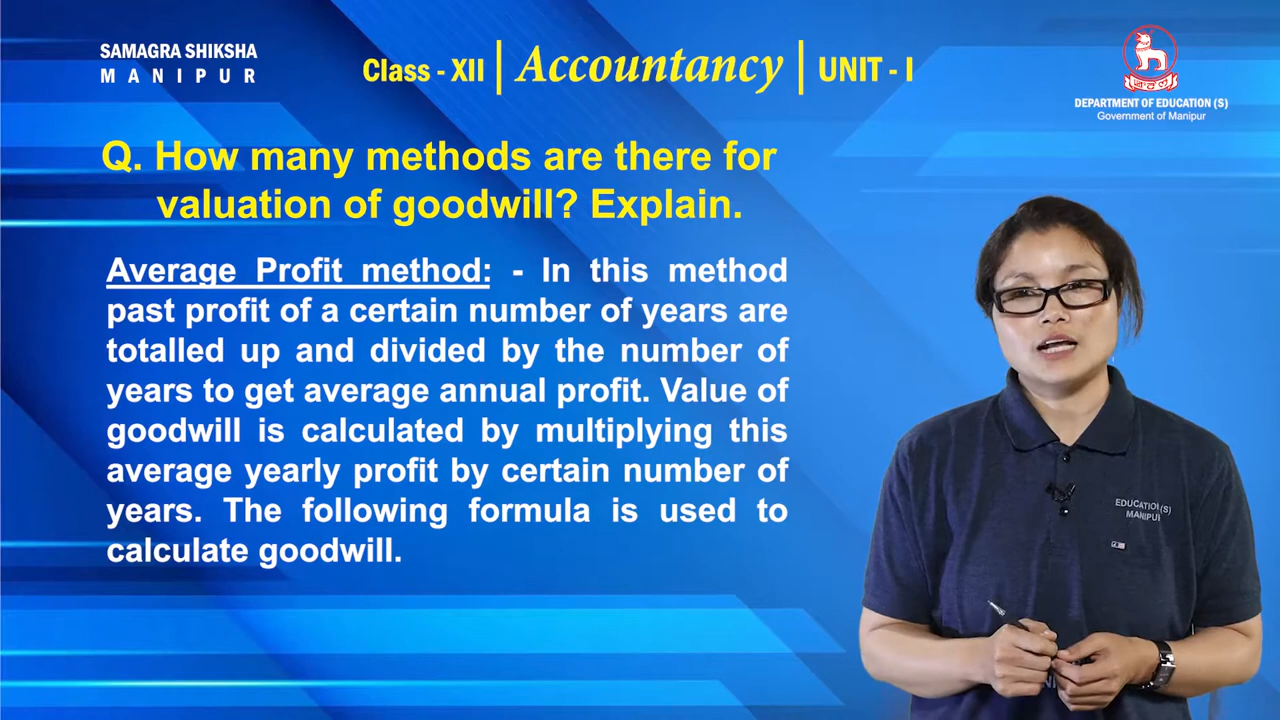 SAMAGRA SHIKSHA
MANIPUR
Class - XII | Accountancy | UNIT - I
DEPARTMENT OF EDUCATION (S)
Government of Manipur
Q. How many methods are there for
valuation of goodwill? Explain.
Average Profit method: - In this method
past profit of a certain number of years are
totalled up and divided by the number of
years to get average annual profit. Value of
goodwill is calculated by multiplying this
average yearly profit by certain number of
years. The following formula is used to
calculate goodwill.
EDUCATION (S)
MANIPUR